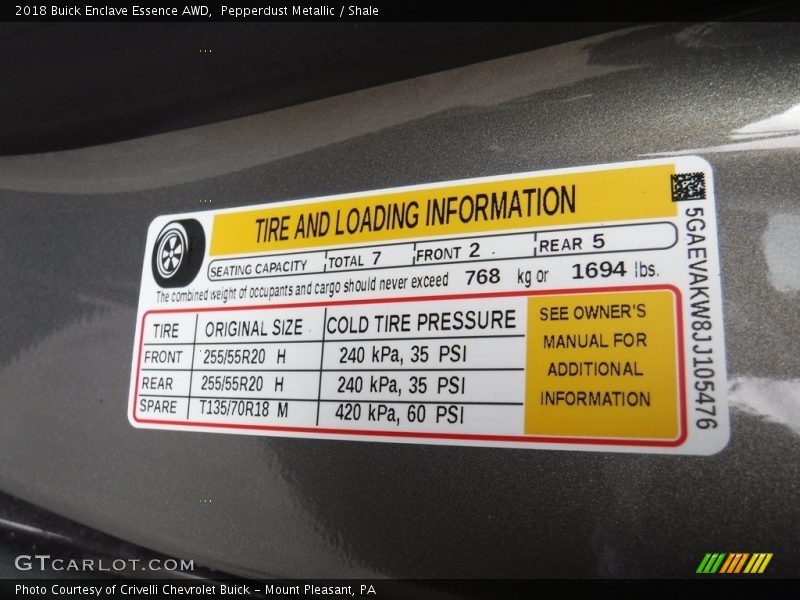 2018 Buick Enclave Essence AWD,  Pepperdust Metallic / Shale
TIRE AND LOADING INFORMATION
SEATING CAPACITY TOTAL 7 FRONT 2 REAR 5
The combined weight of occupants and cargo should never exceed 768 kg or 1694 lbs.
TIRE ORIGINAL SIZE COLD TIRE PRESSURE
FRONT 255/55R20 H 240 kPa, 35 PSI
REAR 255/55R20 H 240 kPa, 35 PSI
SPARE T135/70R18 M 420 kPa, 60 PSI
SEE OWNER'S
MANUAL FOR
ADDITIONAL
INFORMATION
5GAEVAKW8JJ105476
GTCARLOT.COM
Photo Courtesy of Crivelli Chevrolet Buick – Mount Pleasant, PA